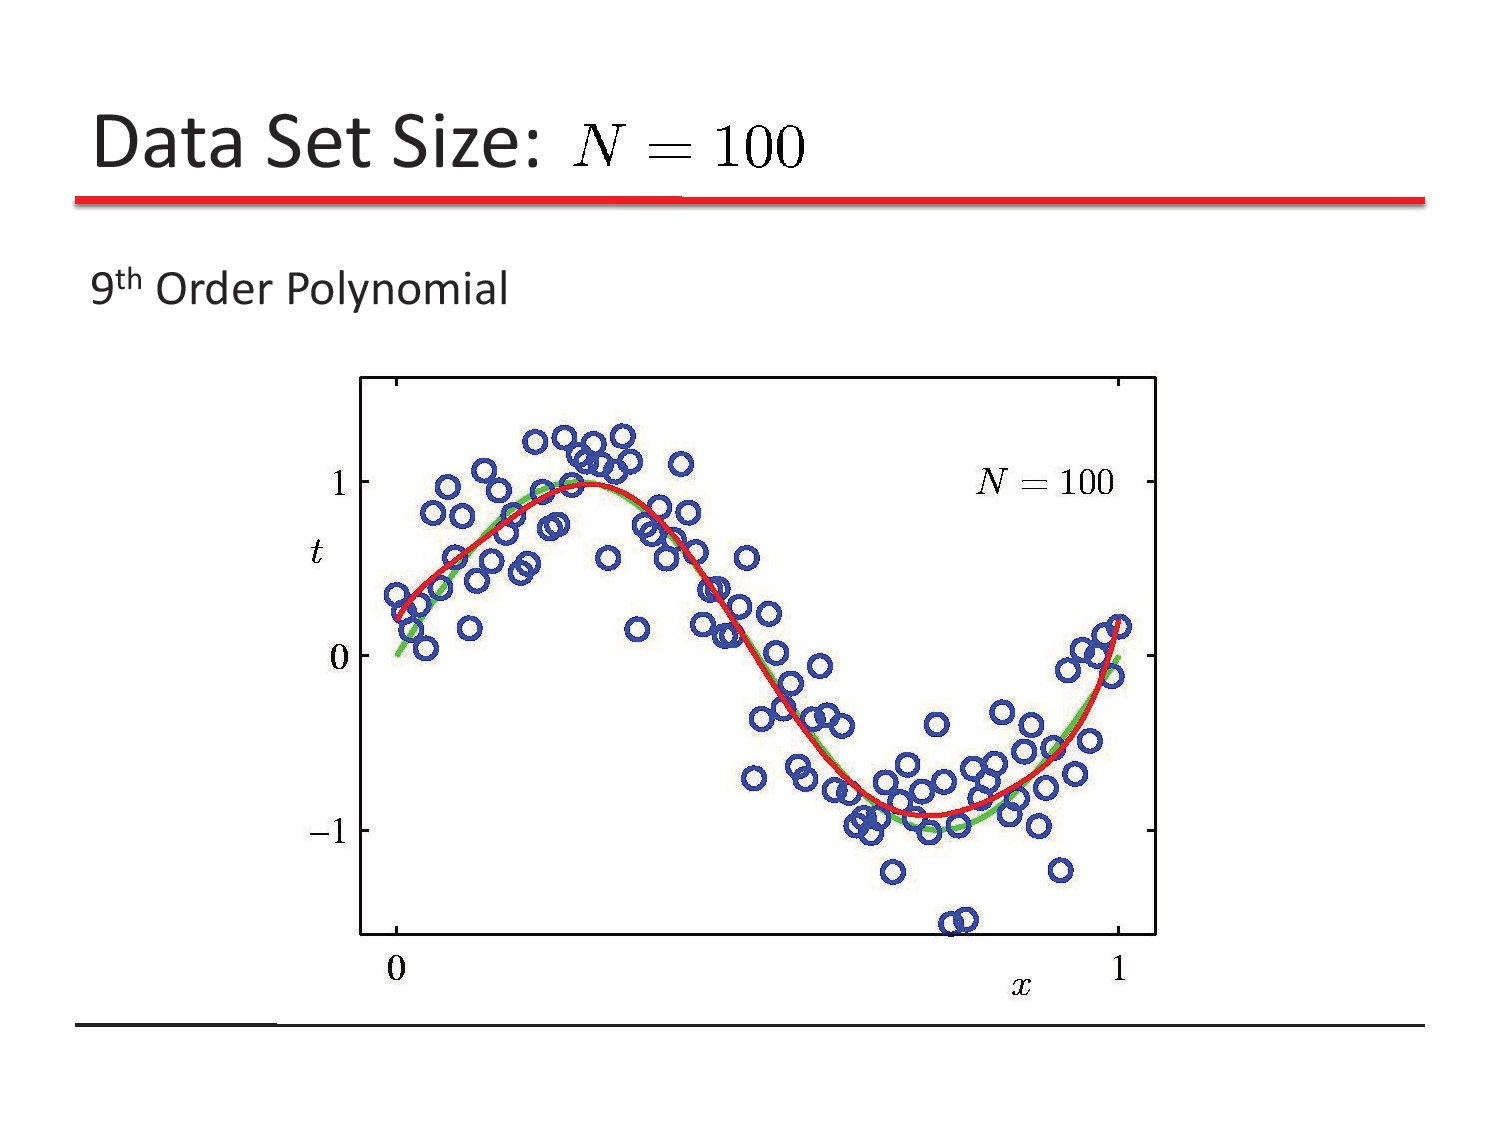 Data Set Size: N = 100
9th Order Polynomial
N = 100
1
t
0
−1
0
1
x